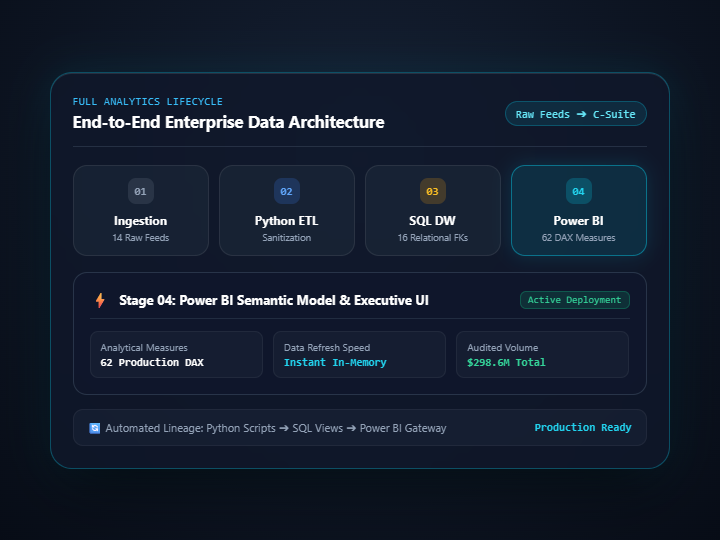 FULL ANALYTICS LIFECYCLE
End-to-End Enterprise Data Architecture
Raw Feeds → C-Suite
01
Ingestion
14 Raw Feeds
02
Python ETL
Sanitization
03
SQL DW
16 Relational FKs
04
Power BI
62 DAX Measures
Stage 04: Power BI Semantic Model & Executive UI
Active Deployment
Analytical Measures
62 Production DAX
Data Refresh Speed
Instant In-Memory
Audited Volume
$298.6M Total
Automated Lineage: Python Scripts → SQL Views → Power BI Gateway
Production Ready